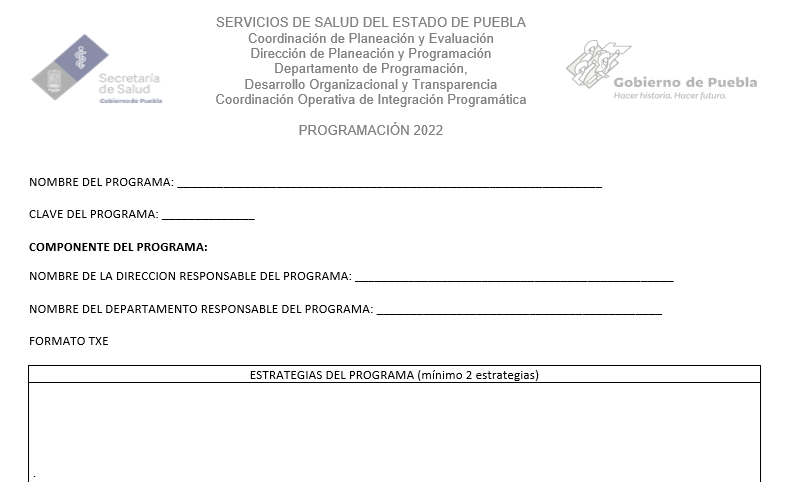 SERVICIOS DE SALUD DEL ESTADO DE PUEBLA
Coordinación de Planeación y Evaluación
Dirección de Planeación y Programación
Departamento de Programación,
Desarrollo Organizacional y Transparencia
Coordinación Operativa de Integración Programática
PROGRAMACIÓN 2022
Secretaría
de Salud
Gobierno de Puebla
Gobierno de Puebla
Hacer historia. Hacer futuro.
NOMBRE DEL PROGRAMA: ______________________________________________________________
CLAVE DEL PROGRAMA: ______________
COMPONENTE DEL PROGRAMA:
NOMBRE DE LA DIRECCION RESPONSABLE DEL PROGRAMA: ________________________________________________
NOMBRE DEL DEPARTAMENTO RESPONSABLE DEL PROGRAMA: ___________________________________________
FORMATO TXE
ESTRATEGIAS DEL PROGRAMA (mínimo 2 estrategias)
.